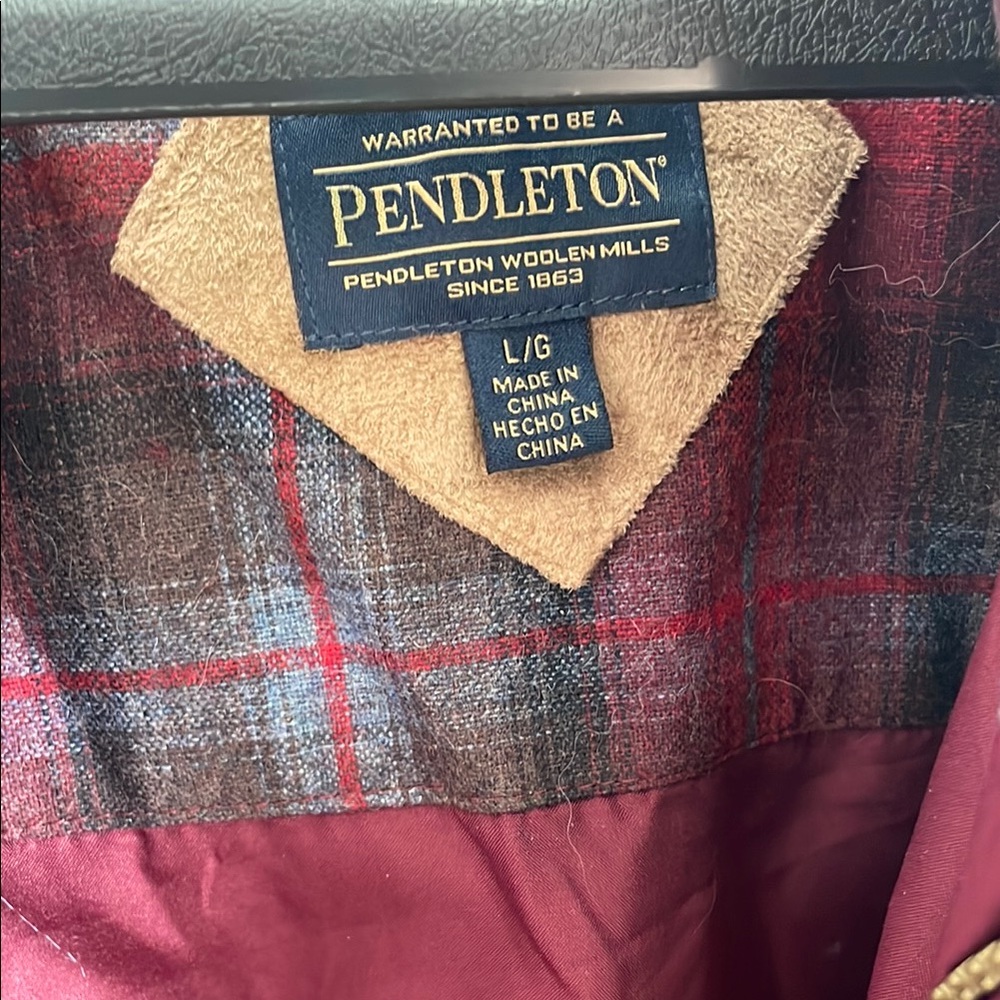 WARRANTED TO BE A
PENDLETON®
PENDLETON WOOLEN MILLS
SINCE 1863
L/G
MADE IN
CHINA
HECHO EN
CHINA